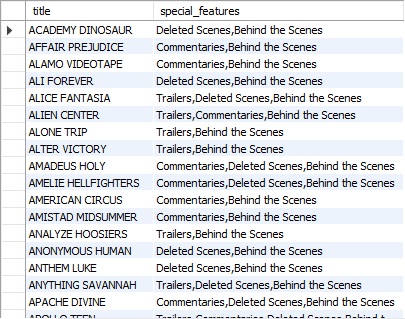 title special_features
ACADEMY DINOSAUR Deleted Scenes,Behind the Scenes
AFFAIR PREJUDICE Commentaries,Behind the Scenes
ALAMO VIDEOTAPE Commentaries,Behind the Scenes
ALI FOREVER Deleted Scenes,Behind the Scenes
ALICE FANTASIA Trailers,Deleted Scenes,Behind the Scenes
ALIEN CENTER Trailers,Commentaries,Behind the Scenes
ALONE TRIP Trailers,Behind the Scenes
ALTER VICTORY Trailers,Behind the Scenes
AMADEUS HOLY Commentaries,Deleted Scenes,Behind the Scenes
AMELIE HELLFIGHTERS Commentaries,Deleted Scenes,Behind the Scenes
AMERICAN CIRCUS Commentaries,Behind the Scenes
AMISTAD MIDSUMMER Commentaries,Behind the Scenes
ANALYZE HOOSIERS Trailers,Behind the Scenes
ANONYMOUS HUMAN Deleted Scenes,Behind the Scenes
ANTHEM LUKE Deleted Scenes,Behind the Scenes
ANYTHING SAVANNAH Trailers,Deleted Scenes,Behind the Scenes
APACHE DIVINE Commentaries,Deleted Scenes,Behind the Scenes